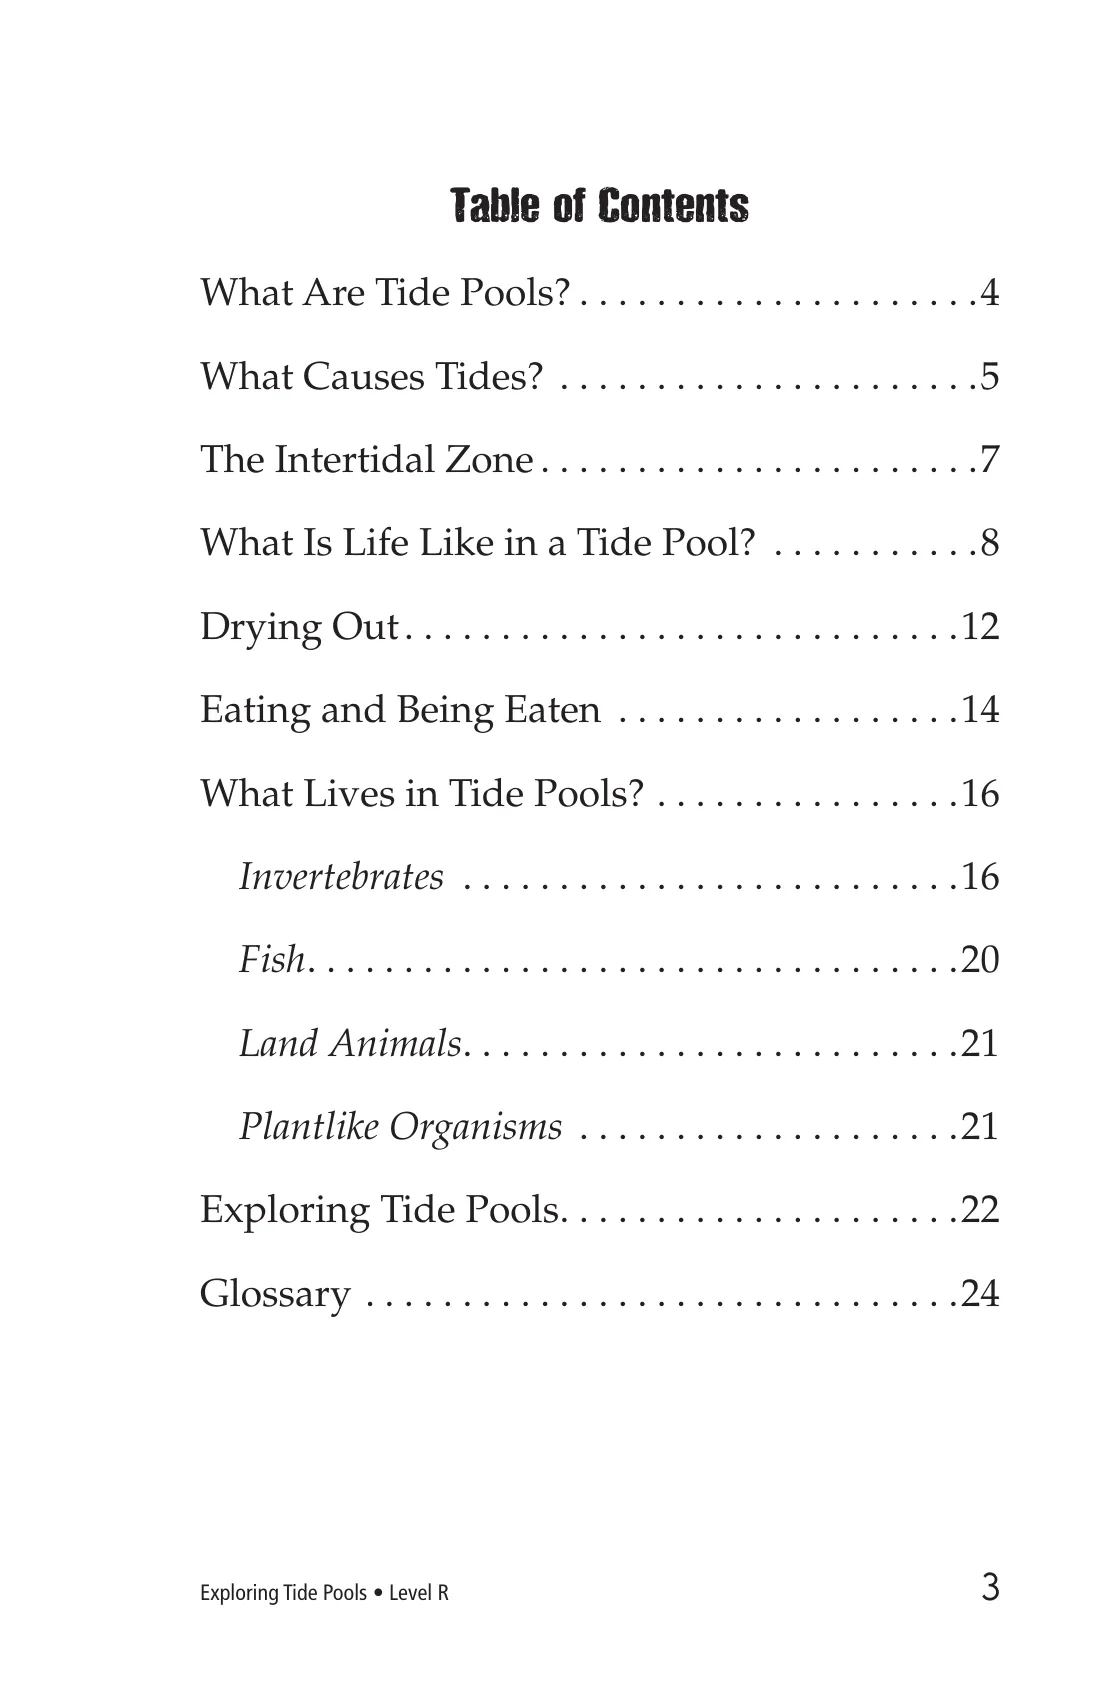 Table of Contents
What Are Tide Pools? . . . . . . . . . . . . . . . . . . . . .4
What Causes Tides? . . . . . . . . . . . . . . . . . . . . . .5
The Intertidal Zone . . . . . . . . . . . . . . . . . . . . . . .7
What Is Life Like in a Tide Pool? . . . . . . . . . . .8
Drying Out . . . . . . . . . . . . . . . . . . . . . . . . . . . . .12
Eating and Being Eaten . . . . . . . . . . . . . . . . . .14
What Lives in Tide Pools? . . . . . . . . . . . . . . . .16
Invertebrates . . . . . . . . . . . . . . . . . . . . . . . . . .16
Fish. . . . . . . . . . . . . . . . . . . . . . . . . . . . . . . . . .20
Land Animals. . . . . . . . . . . . . . . . . . . . . . . . . .21
Plantlike Organisms . . . . . . . . . . . . . . . . . . . .21
Exploring Tide Pools. . . . . . . . . . . . . . . . . . . . .22
Glossary . . . . . . . . . . . . . . . . . . . . . . . . . . . . . . .24
Exploring Tide Pools • Level R 3